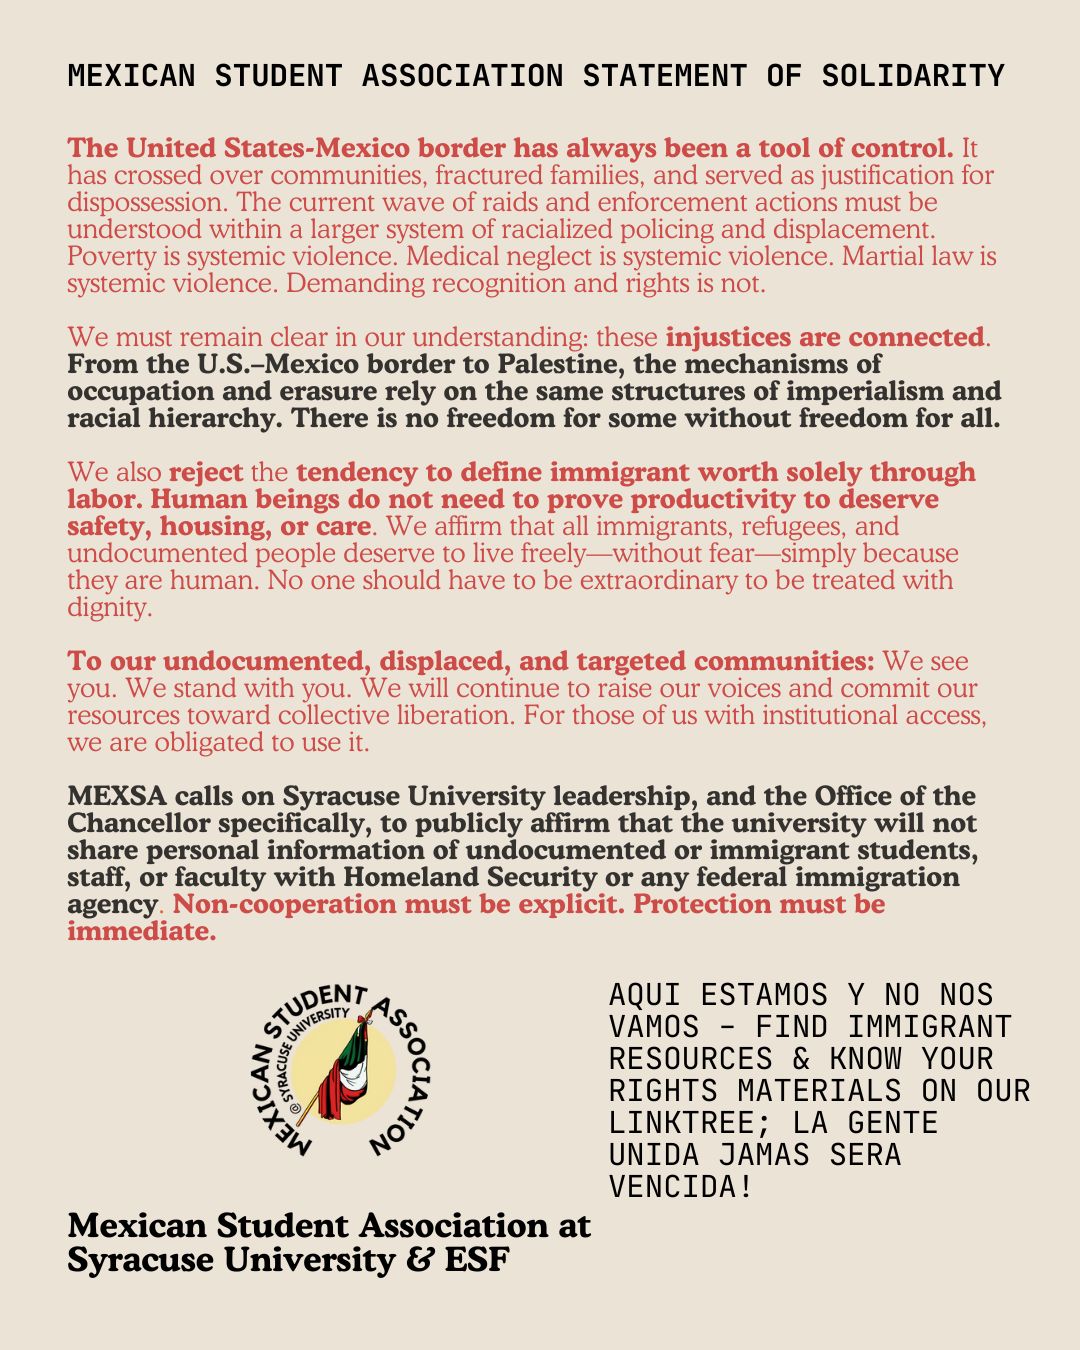 MEXICAN STUDENT ASSOCIATION STATEMENT OF SOLIDARITY
The United States-Mexico border has always been a tool of control. It
has crossed over communities, fractured families, and served as justification for
dispossession. The current wave of raids and enforcement actions must be
understood within a larger system of racialized policing and displacement.
Poverty is systemic violence. Medical neglect is systemic violence. Martial law is
systemic violence. Demanding recognition and rights is not.
We must remain clear in our understanding: these injustices are connected.
From the U.S.–Mexico border to Palestine, the mechanisms of
occupation and erasure rely on the same structures of imperialism and
racial hierarchy. There is no freedom for some without freedom for all.
We also reject the tendency to define immigrant worth solely through
labor. Human beings do not need to prove productivity to deserve
safety, housing, or care. We affirm that all immigrants, refugees, and
undocumented people deserve to live freely—without fear—simply because
they are human. No one should have to be extraordinary to be treated with
dignity.
To our undocumented, displaced, and targeted communities: We see
you. We stand with you. We will continue to raise our voices and commit our
resources toward collective liberation. For those of us with institutional access,
we are obligated to use it.
MEXSA calls on Syracuse University leadership, and the Office of the
Chancellor specifically, to publicly affirm that the university will not
share personal information of undocumented or immigrant students,
staff, or faculty with Homeland Security or any federal immigration
agency. Non-cooperation must be explicit. Protection must be
immediate.
MEXICAN STUDENT ASSOCIATION
@ SYRACUSE UNIVERSITY
AQUI ESTAMOS Y NO NOS
VAMOS – FIND IMMIGRANT
RESOURCES & KNOW YOUR
RIGHTS MATERIALS ON OUR
LINKTREE; LA GENTE
UNIDA JAMAS SERA
VENCIDA!
Mexican Student Association at
Syracuse University & ESF